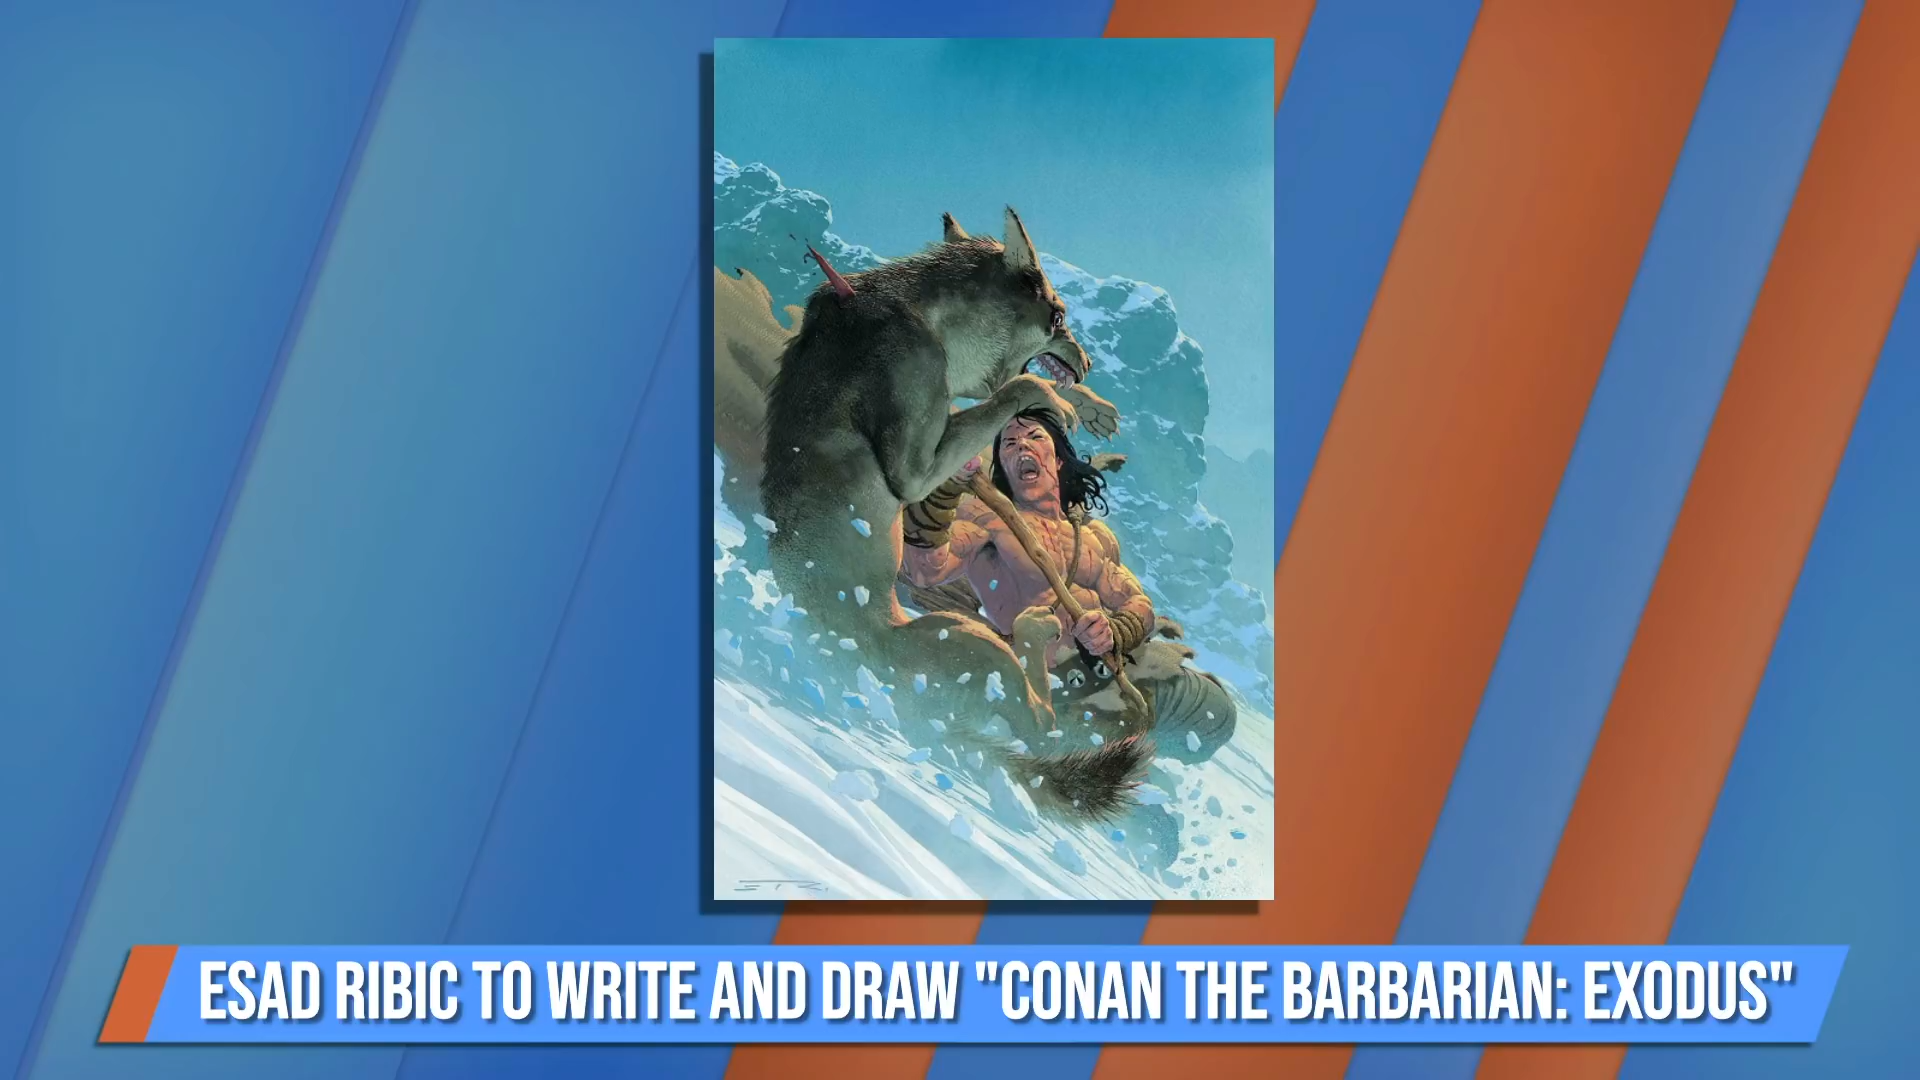 ESAD RIBIC TO WRITE AND DRAW "CONAN THE BARBARIAN: EXODUS"